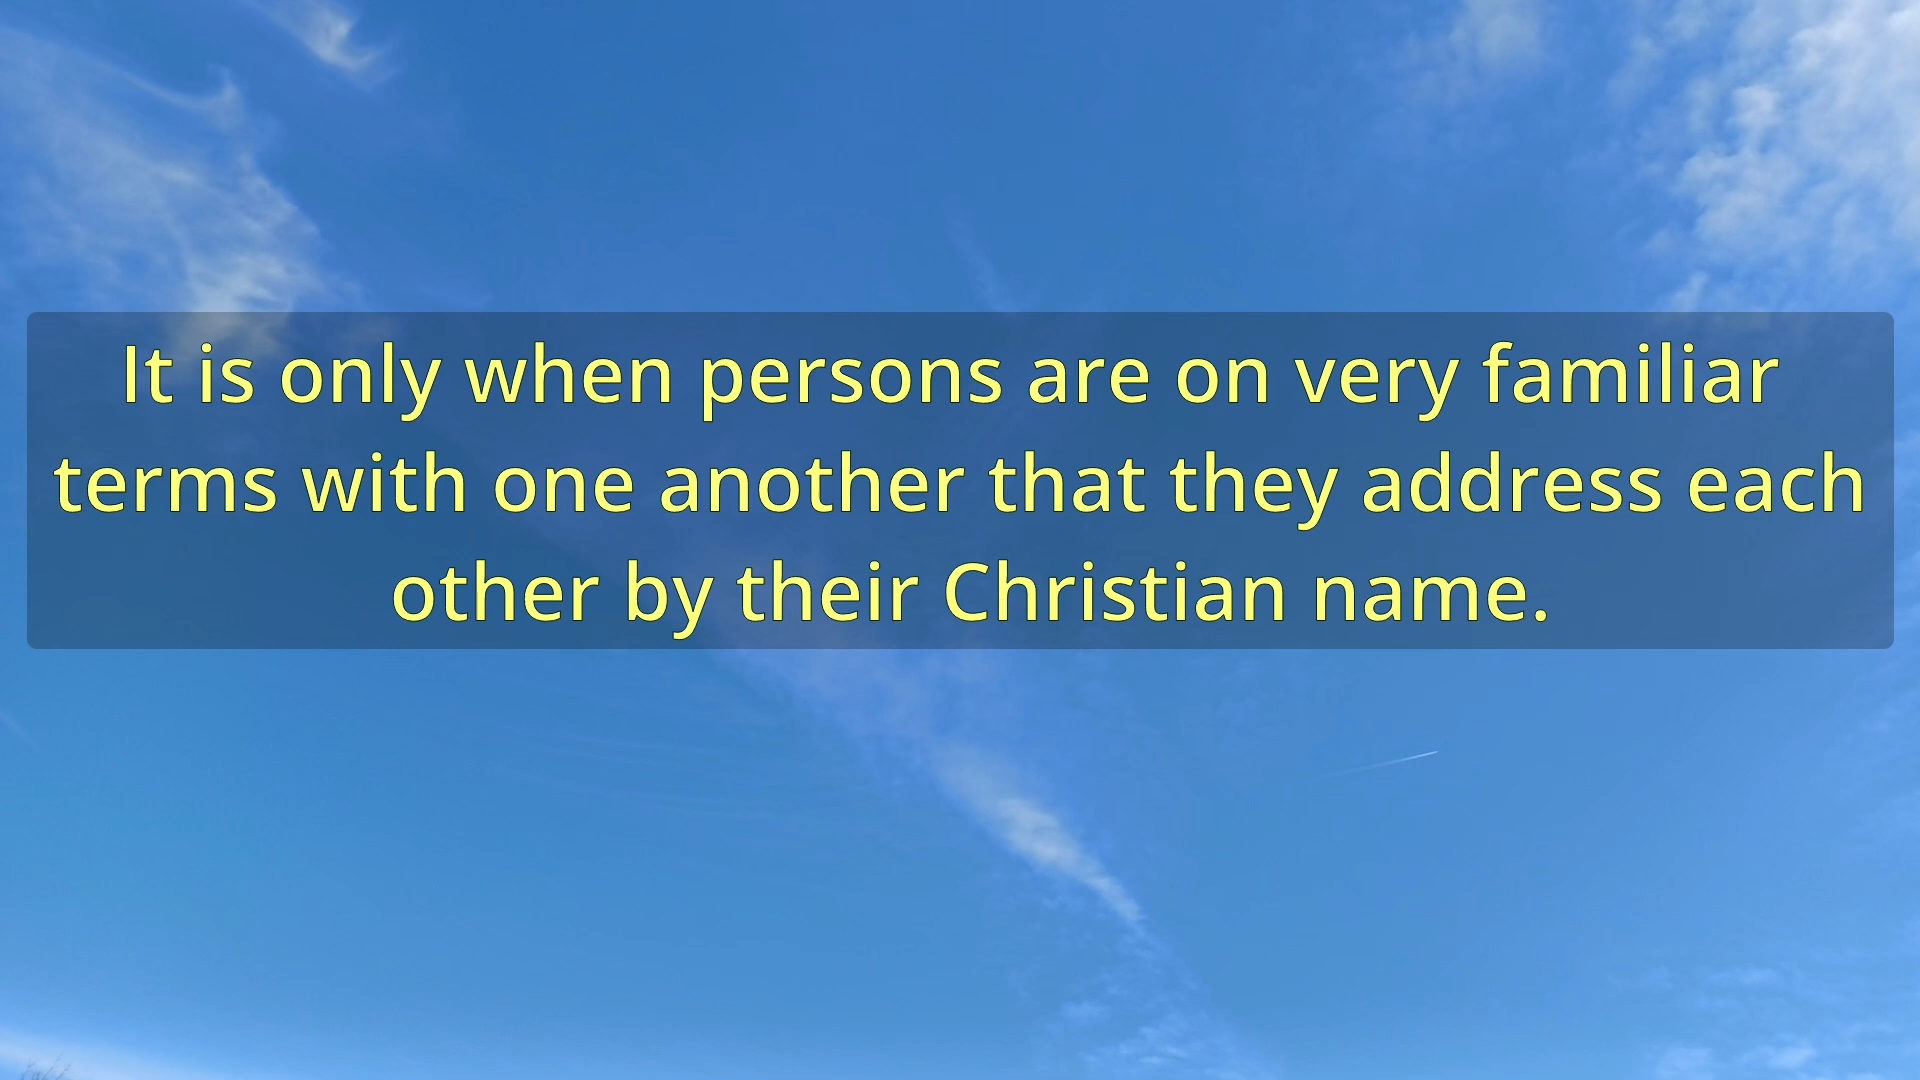 It is only when persons are on very familiar
terms with one another that they address each
other by their Christian name.